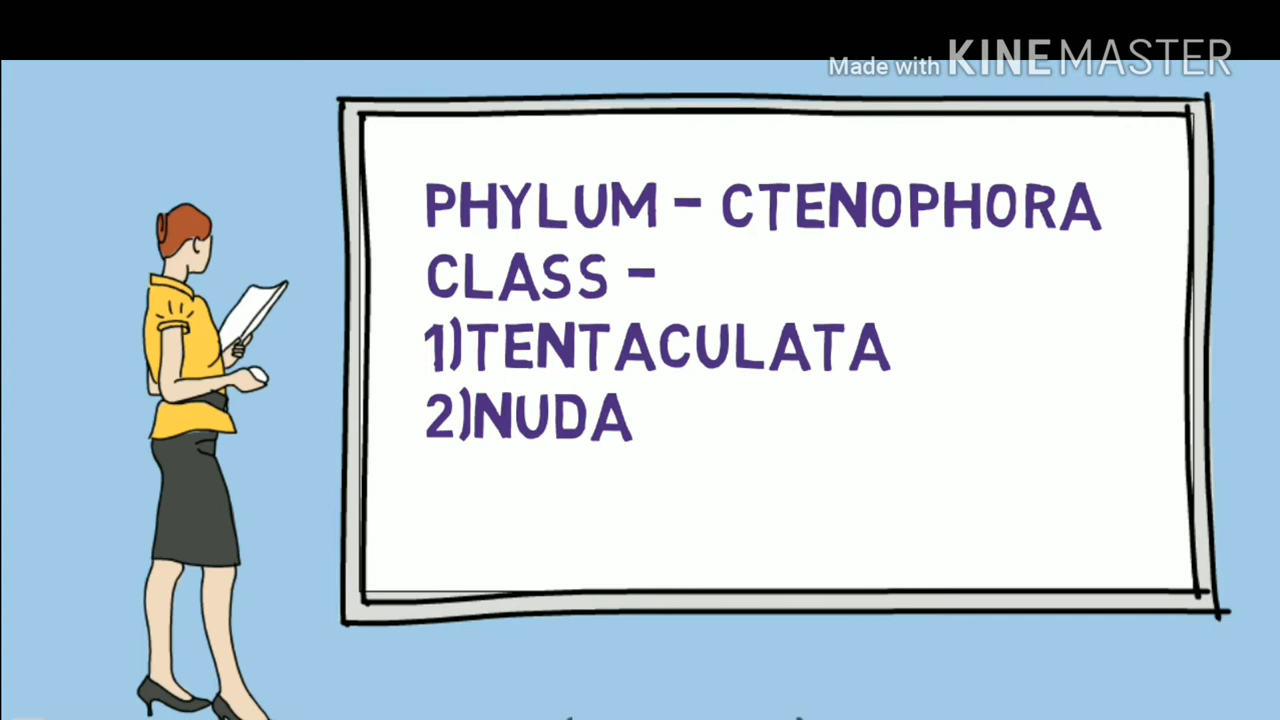 Made with KINEMASTER
PHYLUM - CTENOPHORA
CLASS -
1)TENTACULATA
2)NUDA